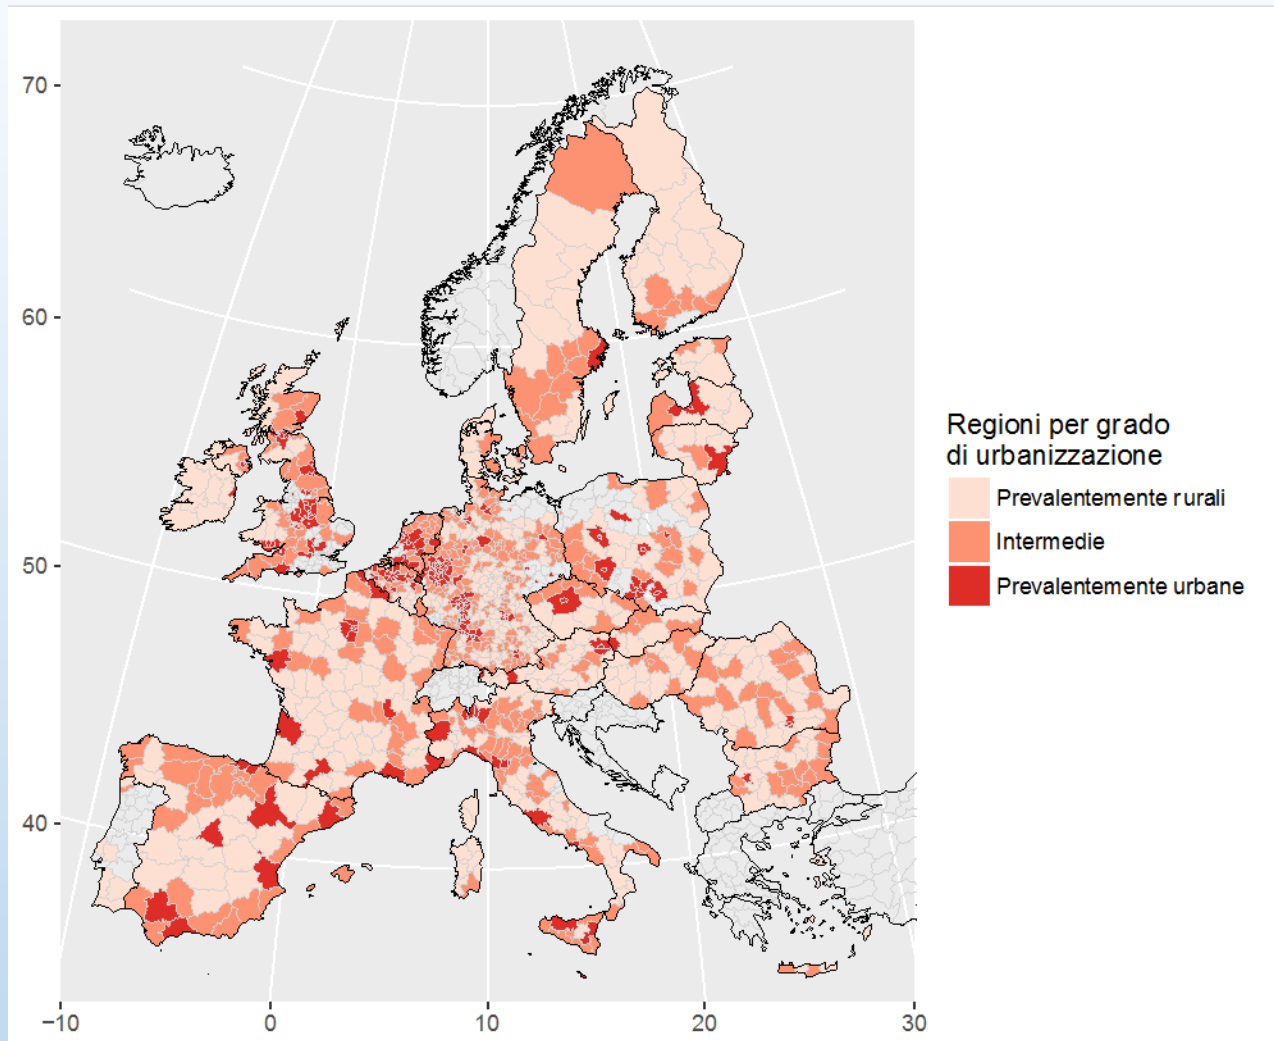 70
60
50
40
−10
0
10
20
30
Regioni per grado
di urbanizzazione
Prevalentemente rurali
Intermedie
Prevalentemente urbane